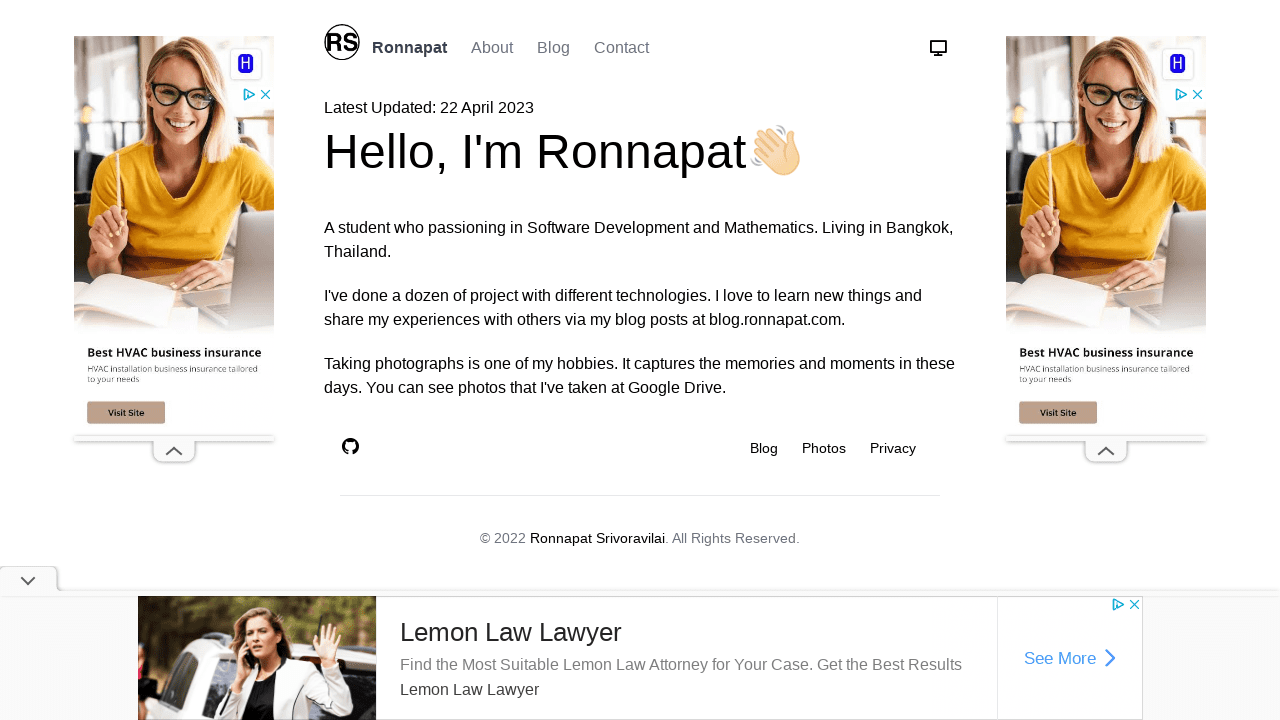 RS
Ronnapat About Blog Contact
Latest Updated: 22 April 2023
Hello, I'm Ronnapat👋🏼
A student who passioning in Software Development and Mathematics. Living in Bangkok,
Thailand.
I've done a dozen of project with different technologies. I love to learn new things and
share my experiences with others via my blog posts at blog.ronnapat.com.
Taking photographs is one of my hobbies. It captures the memories and moments in these
days. You can see photos that I've taken at Google Drive.
Blog Photos Privacy
© 2022 Ronnapat Srivoravilai. All Rights Reserved.
H
Best HVAC business insurance
HVAC installation business insurance tailored
to your needs
Visit Site
H
Best HVAC business insurance
HVAC installation business insurance tailored
to your needs
Visit Site
Lemon Law Lawyer
Find the Most Suitable Lemon Law Attorney for Your Case. Get the Best Results
Lemon Law Lawyer
See More